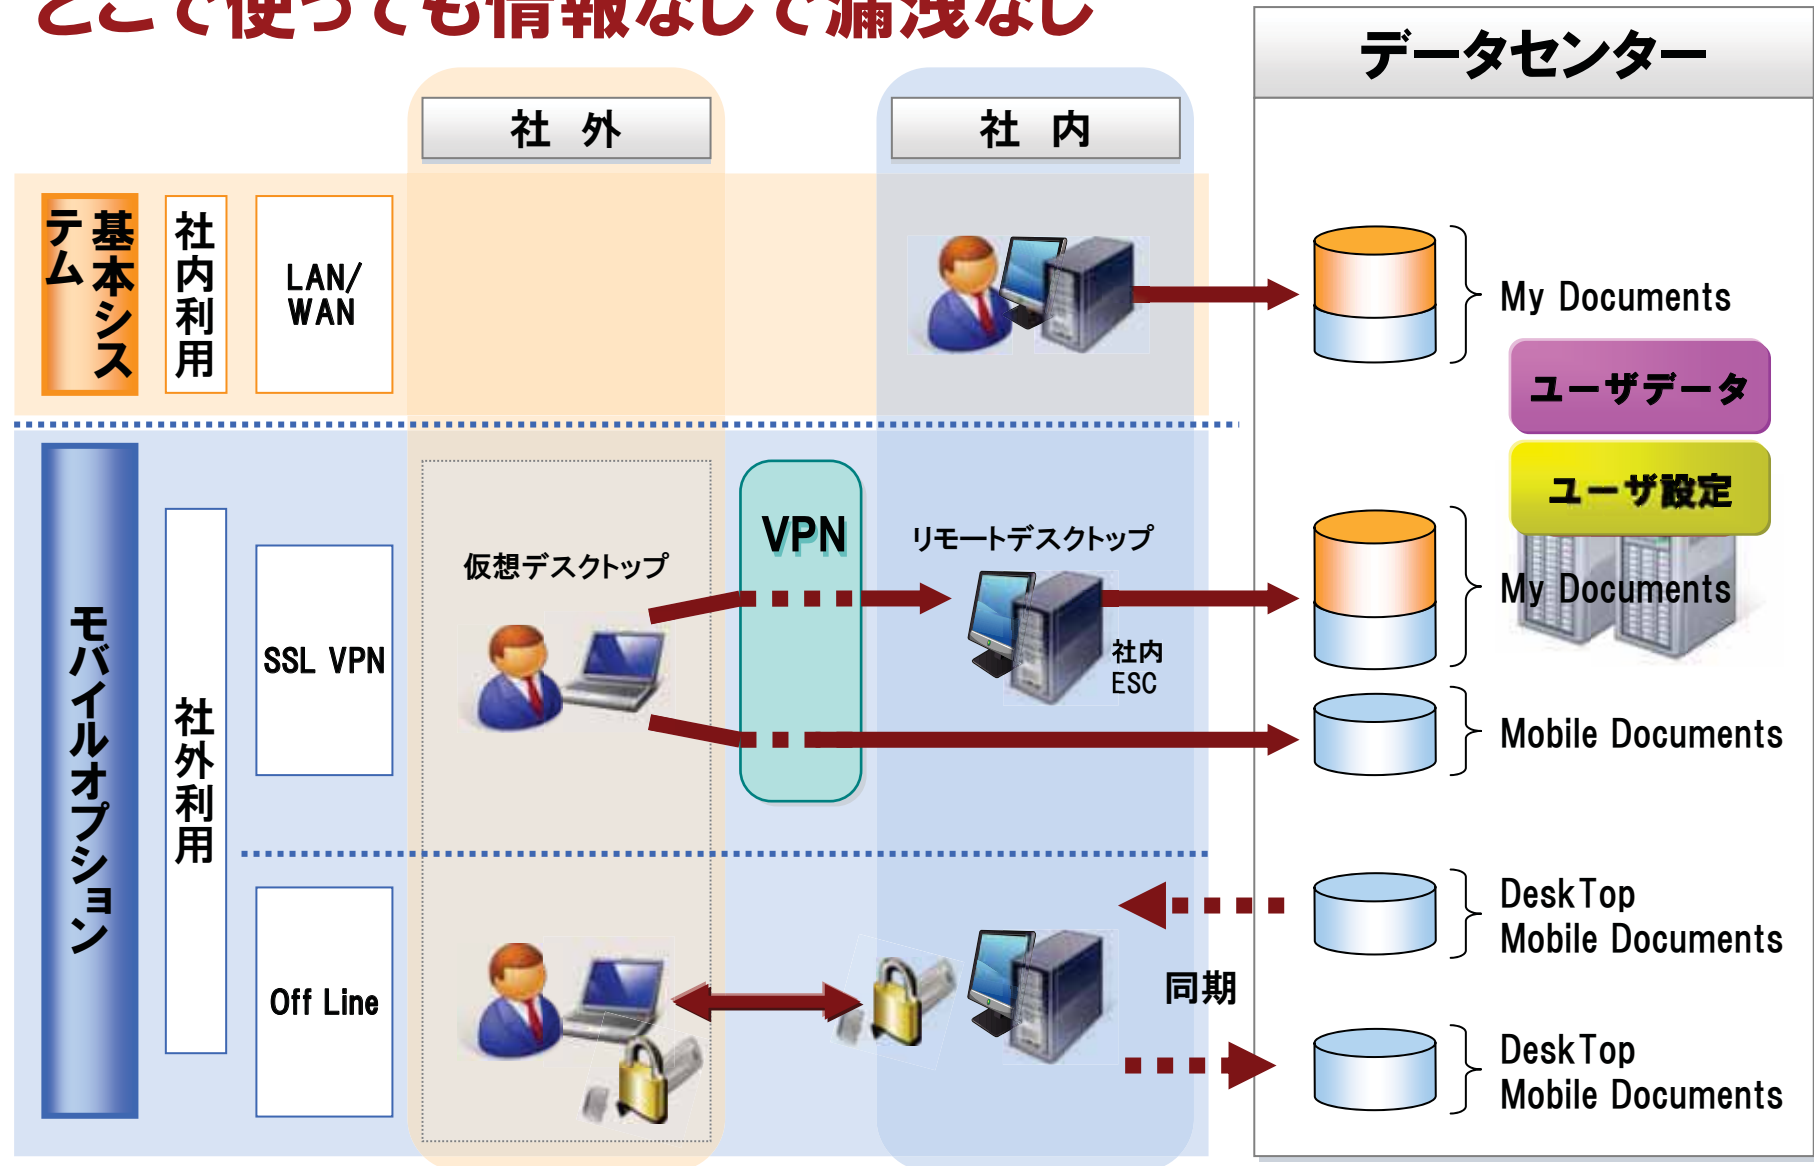 どこで使っても情報なしで漏洩なし
データセンター
社 外
社 内
基本シス
テム
社内利用
LAN/
WAN
My Documents
ユーザデータ
ユーザ設定
モバイルオプション
社外利用
SSL VPN
仮想デスクトップ
VPN
リモートデスクトップ
社内
ESC
My Documents
Mobile Documents
Off Line
同期
DeskTop
Mobile Documents
DeskTop
Mobile Documents